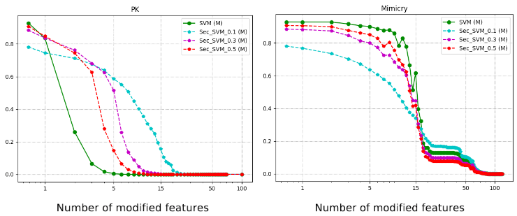 PK
SVM (M)
Sec_SVM_0.1 (M)
Sec_SVM_0.3 (M)
Sec_SVM_0.5 (M)
0.8
0.6
0.4
0.2
0.0
1
5
15
50
100
Number of modified features
Mimicry
SVM (M)
Sec_SVM_0.1 (M)
Sec_SVM_0.3 (M)
Sec_SVM_0.5 (M)
0.8
0.6
0.4
0.2
0.0
1
5
15
50
100
Number of modified features